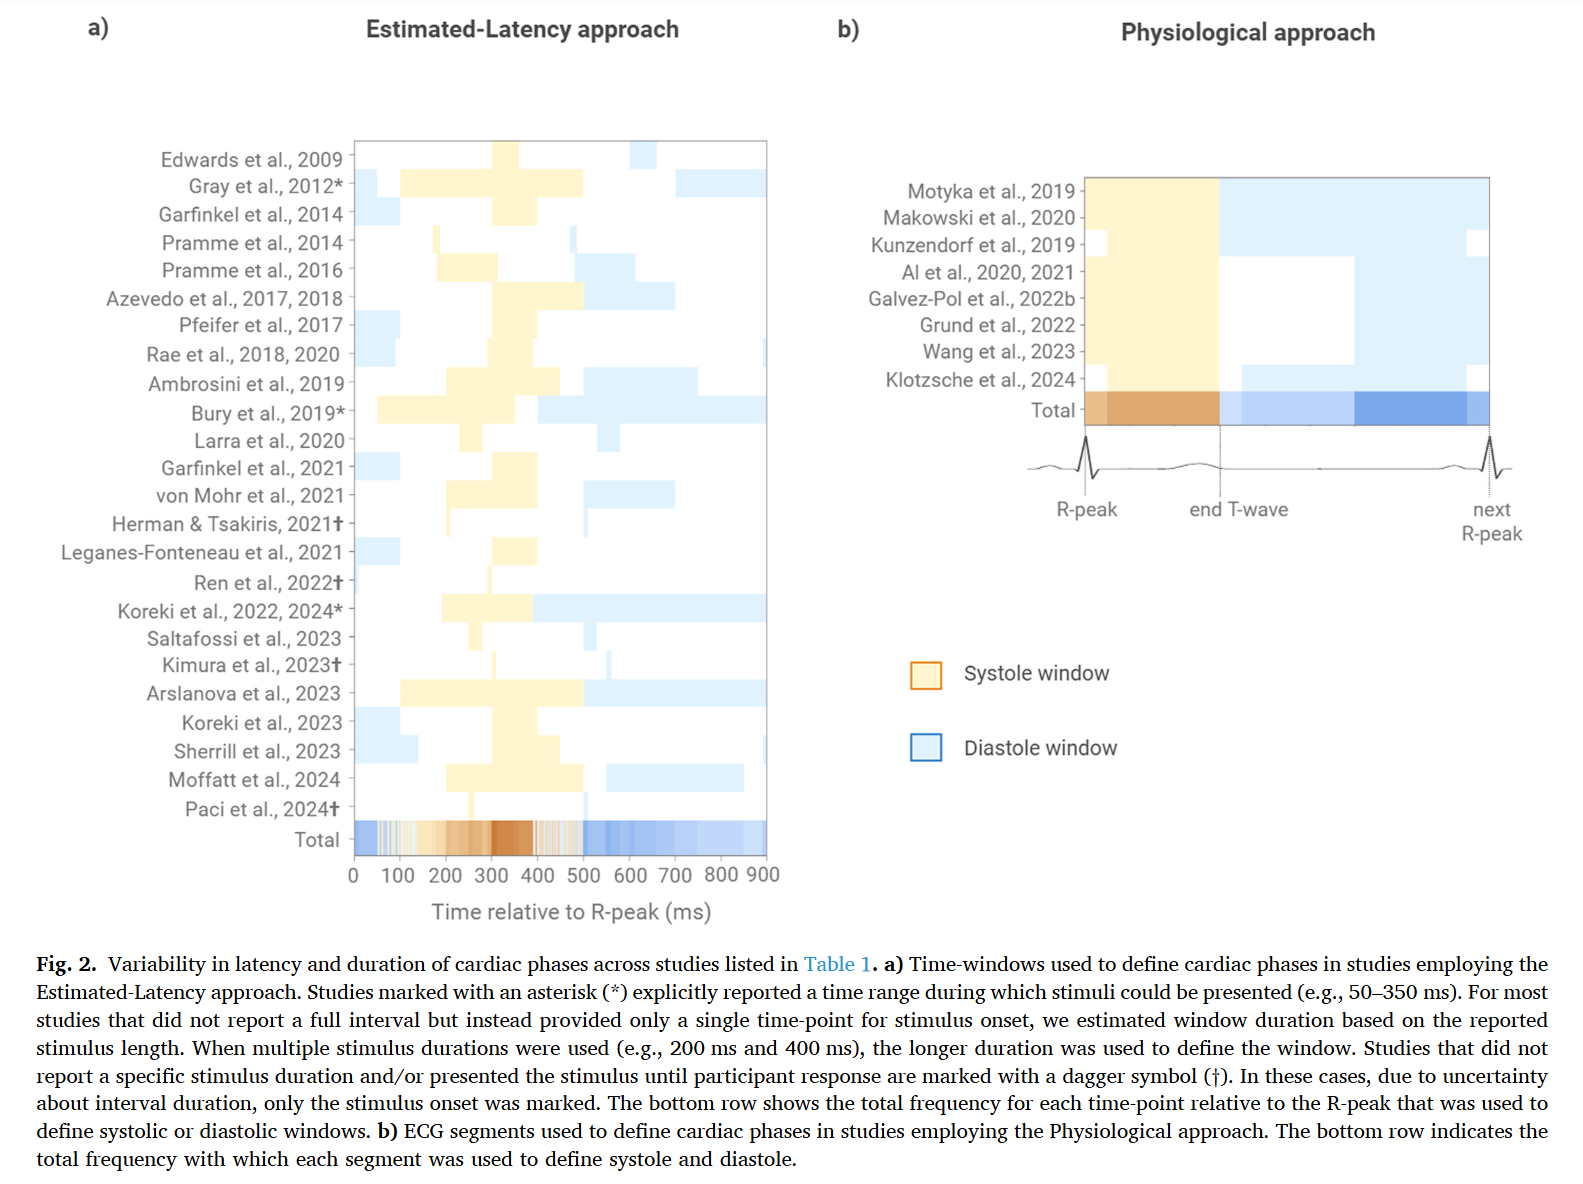 a)
Estimated-Latency approach
Edwards et al., 2009
Gray et al., 2012*
Garfinkel et al., 2014
Pramme et al., 2014
Pramme et al., 2016
Azevedo et al., 2017, 2018
Pfeifer et al., 2017
Rae et al., 2018, 2020
Ambrosini et al., 2019
Bury et al., 2019*
Larra et al., 2020
Garfinkel et al., 2021
von Mohr et al., 2021
Herman & Tsakiris, 2021†
Leganes-Fonteneau et al., 2021
Ren et al., 2022†
Koreki et al., 2022, 2024*
Saltafossi et al., 2023
Kimura et al., 2023†
Arslanova et al., 2023
Koreki et al., 2023
Sherrill et al., 2023
Moffatt et al., 2024
Paci et al., 2024†
Total
0 100 200 300 400 500 600 700 800 900
Time relative to R-peak (ms)
b)
Physiological approach
Motyka et al., 2019
Makowski et al., 2020
Kunzendorf et al., 2019
Al et al., 2020, 2021
Galvez-Pol et al., 2022b
Grund et al., 2022
Wang et al., 2023
Klotzsche et al., 2024
Total
R-peak
end T-wave
next
R-peak
Systole window
Diastole window
Fig. 2. Variability in latency and duration of cardiac phases across studies listed in Table 1. a) Time-windows used to define cardiac phases in studies employing the
Estimated-Latency approach. Studies marked with an asterisk (*) explicitly reported a time range during which stimuli could be presented (e.g., 50–350 ms). For most
studies that did not report a full interval but instead provided only a single time-point for stimulus onset, we estimated window duration based on the reported
stimulus length. When multiple stimulus durations were used (e.g., 200 ms and 400 ms), the longer duration was used to define the window. Studies that did not
report a specific stimulus duration and/or presented the stimulus until participant response are marked with a dagger symbol (†). In these cases, due to uncertainty
about interval duration, only the stimulus onset was marked. The bottom row shows the total frequency for each time-point relative to the R-peak that was used to
define systolic or diastolic windows. b) ECG segments used to define cardiac phases in studies employing the Physiological approach. The bottom row indicates the
total frequency with which each segment was used to define systole and diastole.